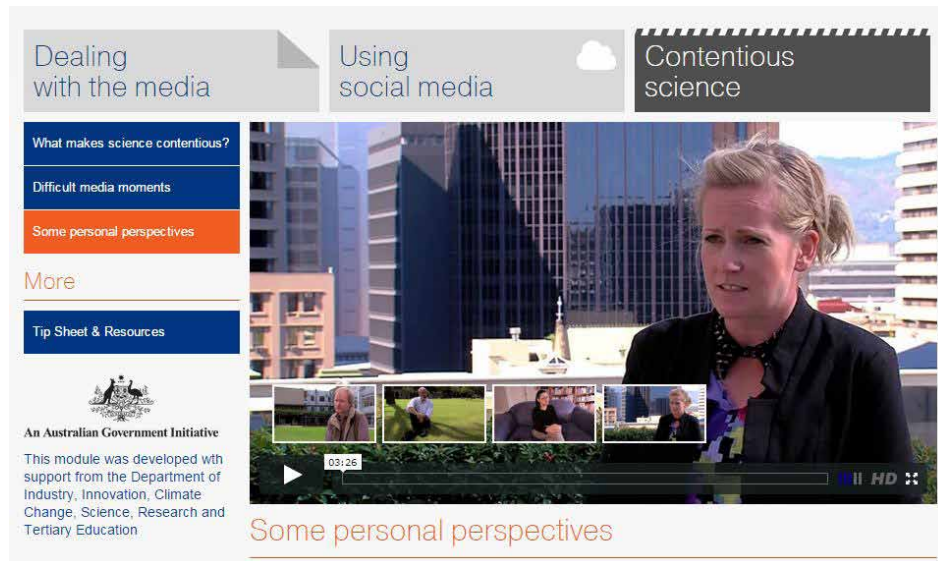 Dealing
with the media
Using
social media
Contentious
science
What makes science contentious?
Difficult media moments
Some personal perspectives
More
Tip Sheet & Resources
An Australian Government Initiative
This module was developed wth
support from the Department of
Industry, Innovation, Climate
Change, Science, Research and
Tertiary Education
03:26
HD
Some personal perspectives